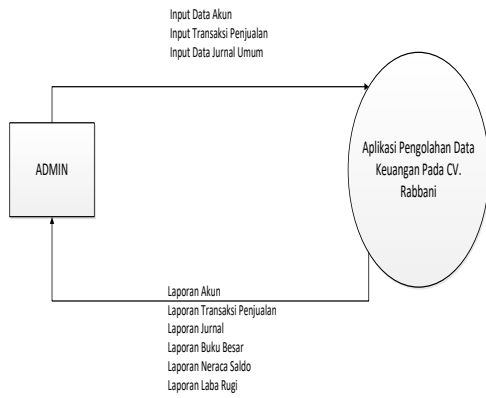 Input Data Akun
Input Transaksi Penjualan
Input Data Jurnal Umum
ADMIN
Aplikasi Pengolahan Data
Keuangan Pada CV.
Rabbani
Laporan Akun
Laporan Transaksi Penjualan
Laporan Jurnal
Laporan Buku Besar
Laporan Neraca Saldo
Laporan Laba Rugi